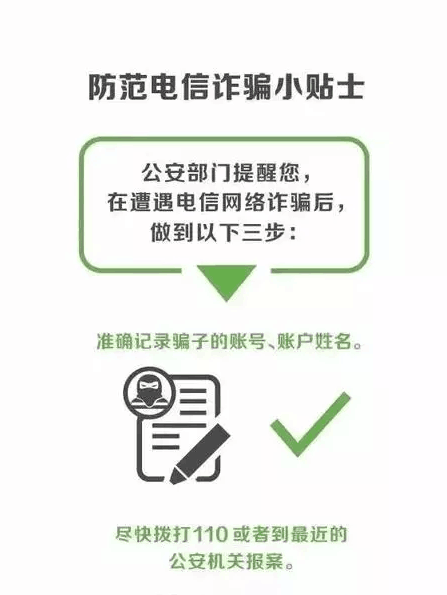 防范电信诈骗小贴士
公安部门提醒您，
在遭遇电信网络诈骗后，
做到以下三步：
准确记录骗子的账号、账户姓名。
尽快拨打110或者到最近的
公安机关报案。